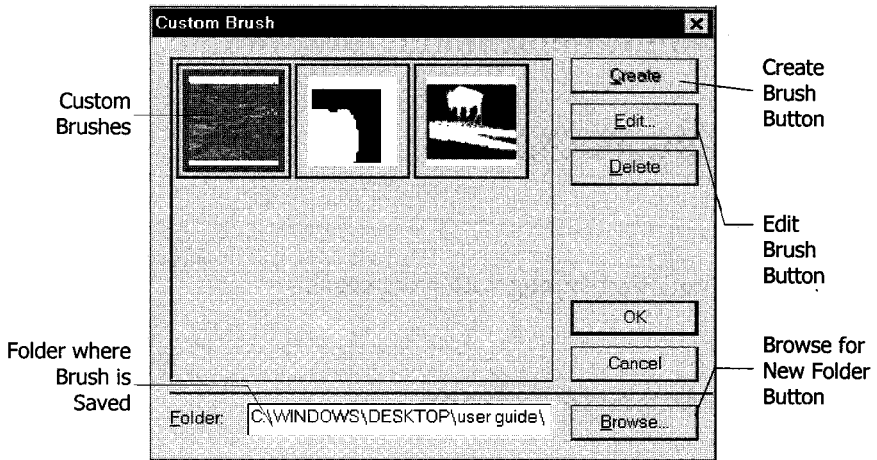 Custom Brush
Custom
Brushes
Create
Edit...
Delete
OK
Cancel
Create
Brush
Button
Edit
Brush
Button
Browse for
New Folder
Button
Folder where
Brush is
Saved
Folder:
C:\WINDOWS\DESKTOP\user guide\
Browse...